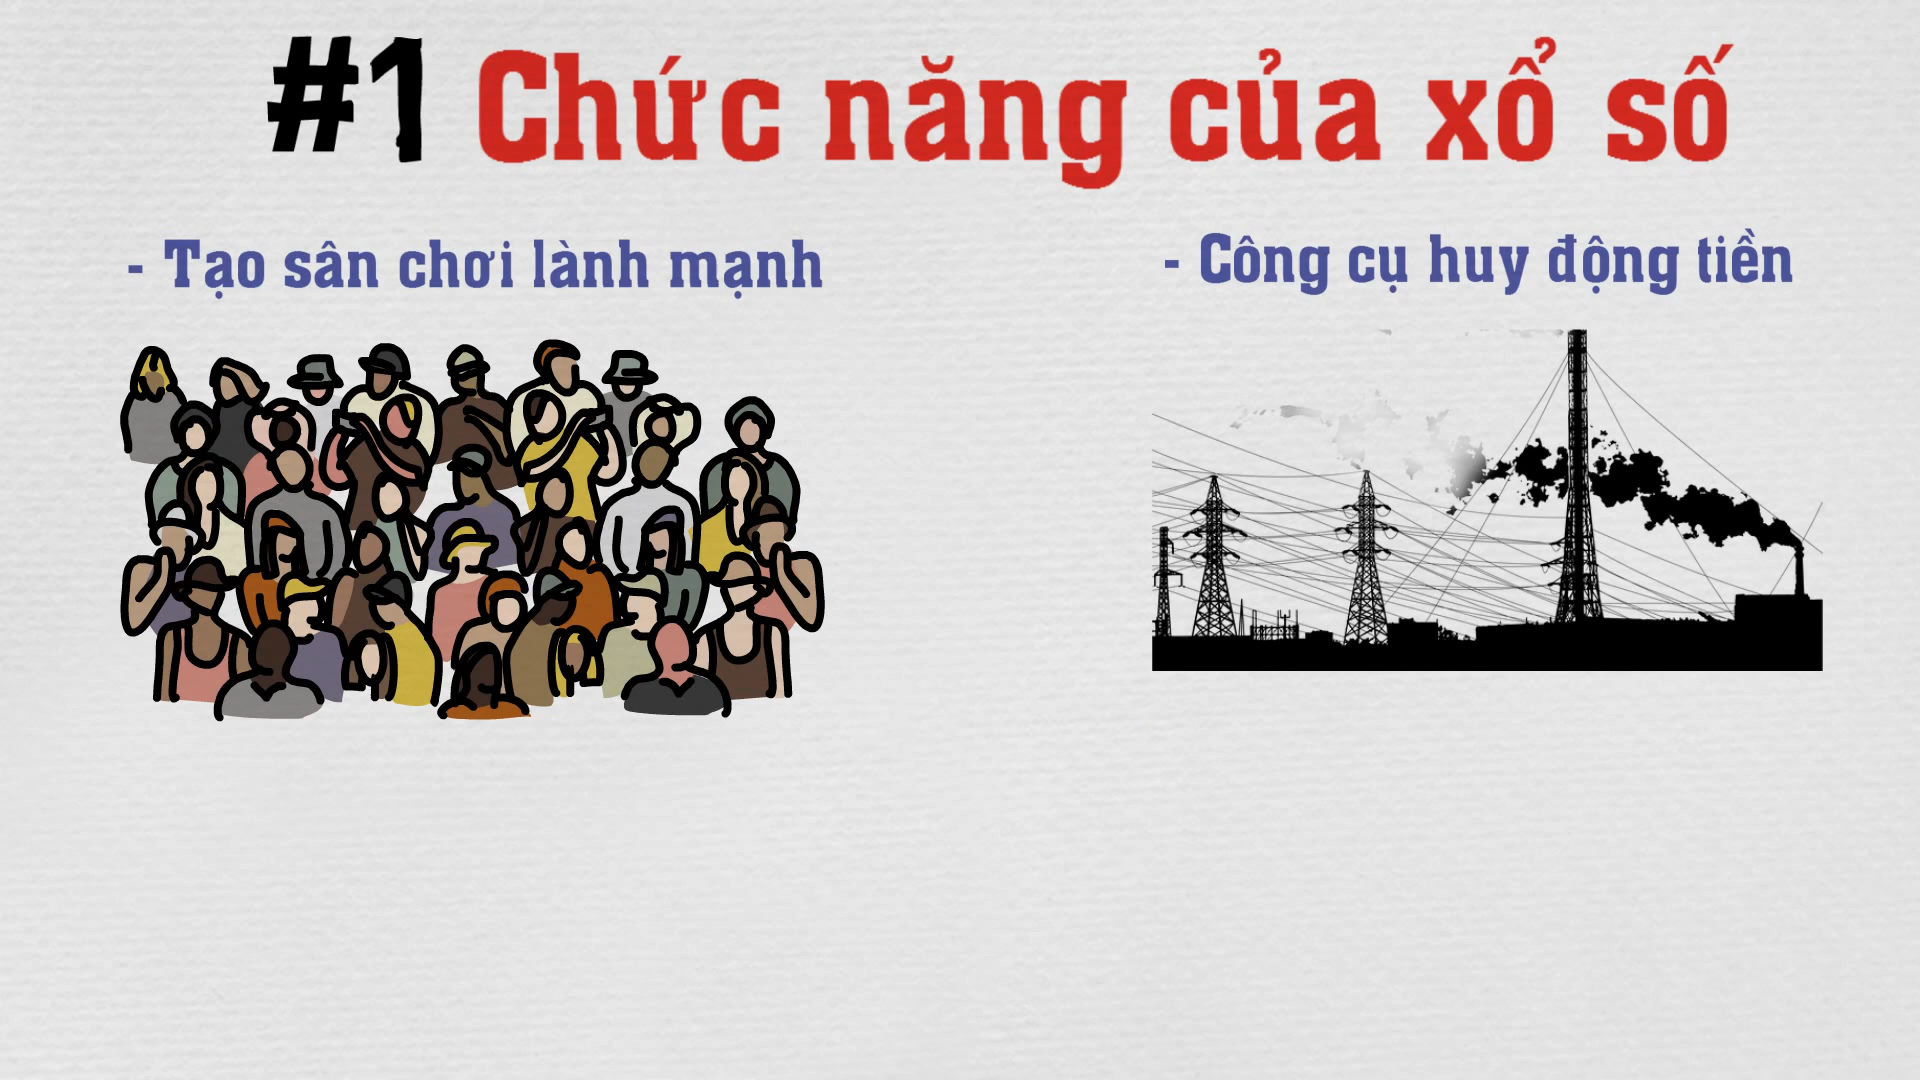 #1 Chức năng của xổ số
- Tạo sân chơi lành mạnh
- Công cụ huy động tiền